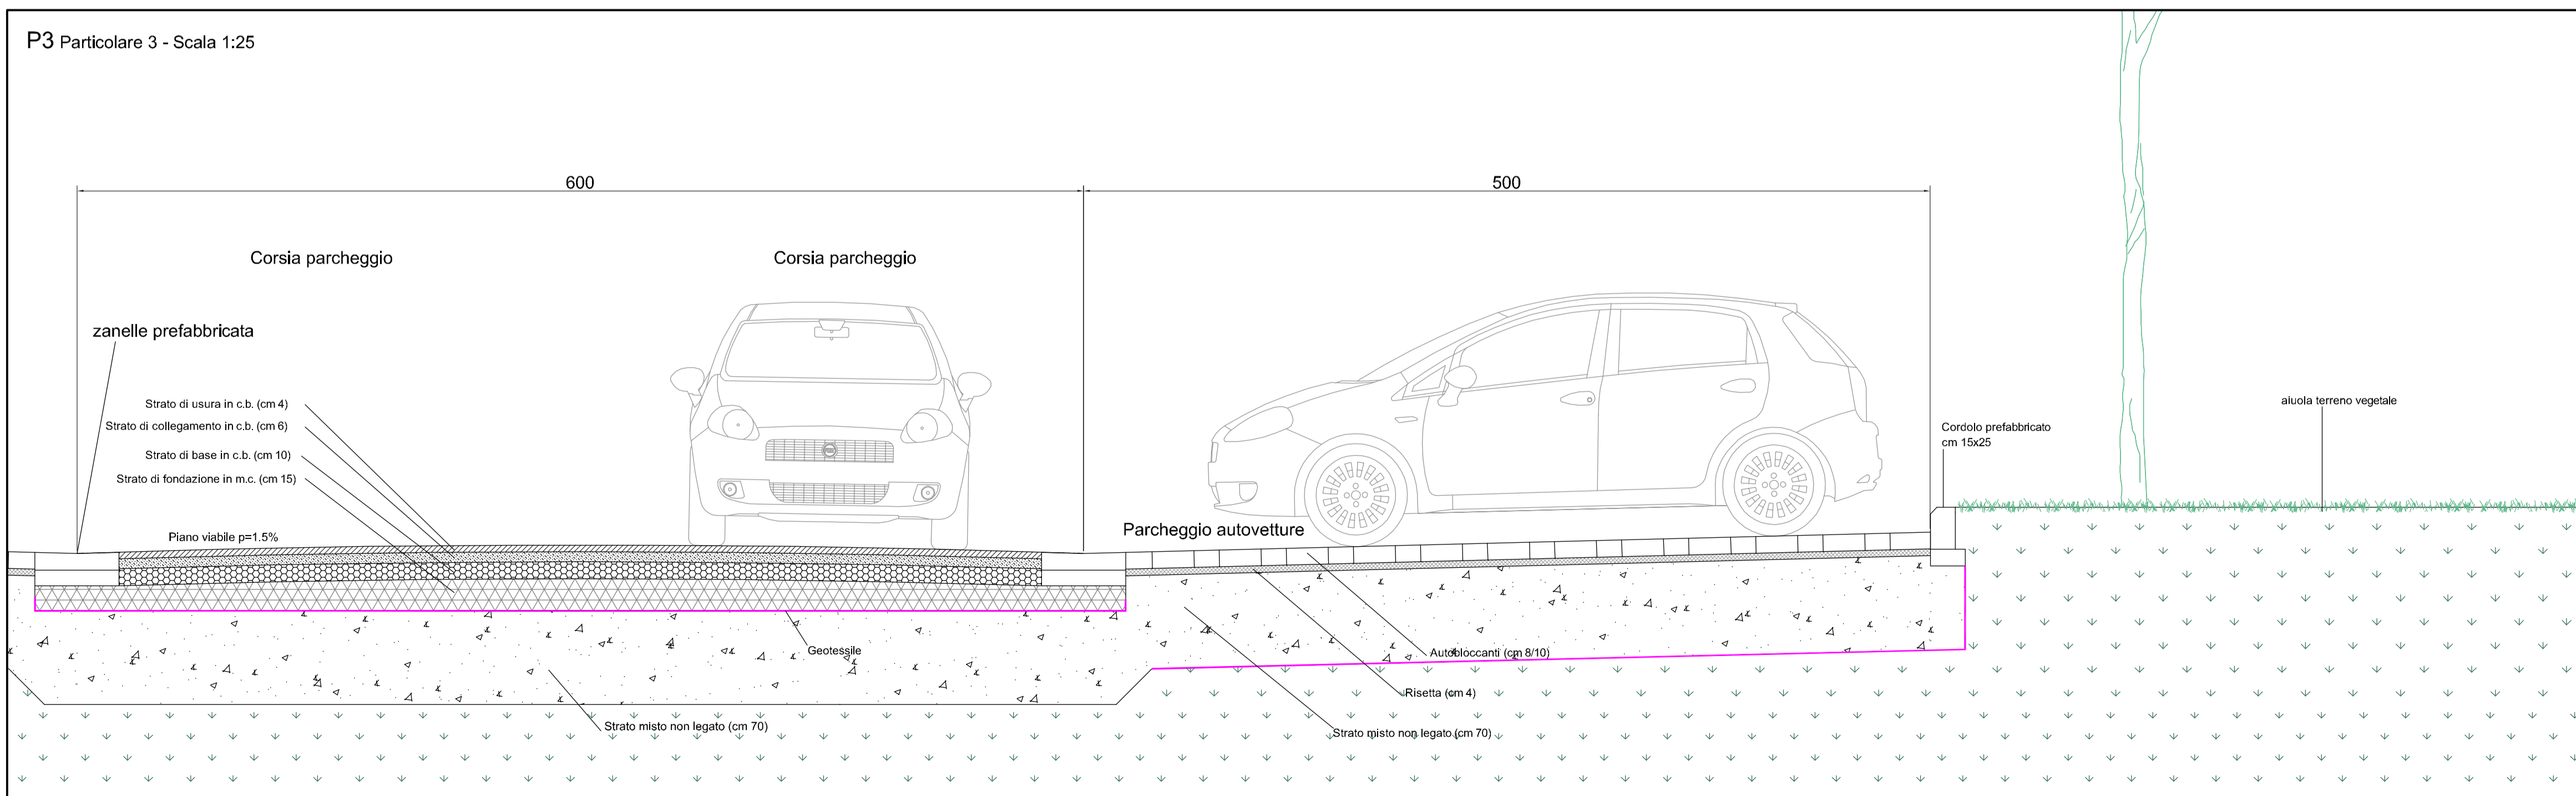 P3 Particolare 3 - Scala 1:25
600
500
Corsia parcheggio
Corsia parcheggio
zanelle prefabbricata
Strato di usura in c.b. (cm 4)
Strato di collegamento in c.b. (cm 6)
Strato di base in c.b. (cm 10)
Strato di fondazione in m.c. (cm 15)
Piano viabile p=1.5%
Parcheggio autovetture
Cordolo prefabbricato
cm 15x25
aiuola terreno vegetale
Geotessile
Autobloccanti (cm 8/10)
Risetta (cm 4)
Strato misto non legato (cm 70)
Strato misto non legato (cm 70)